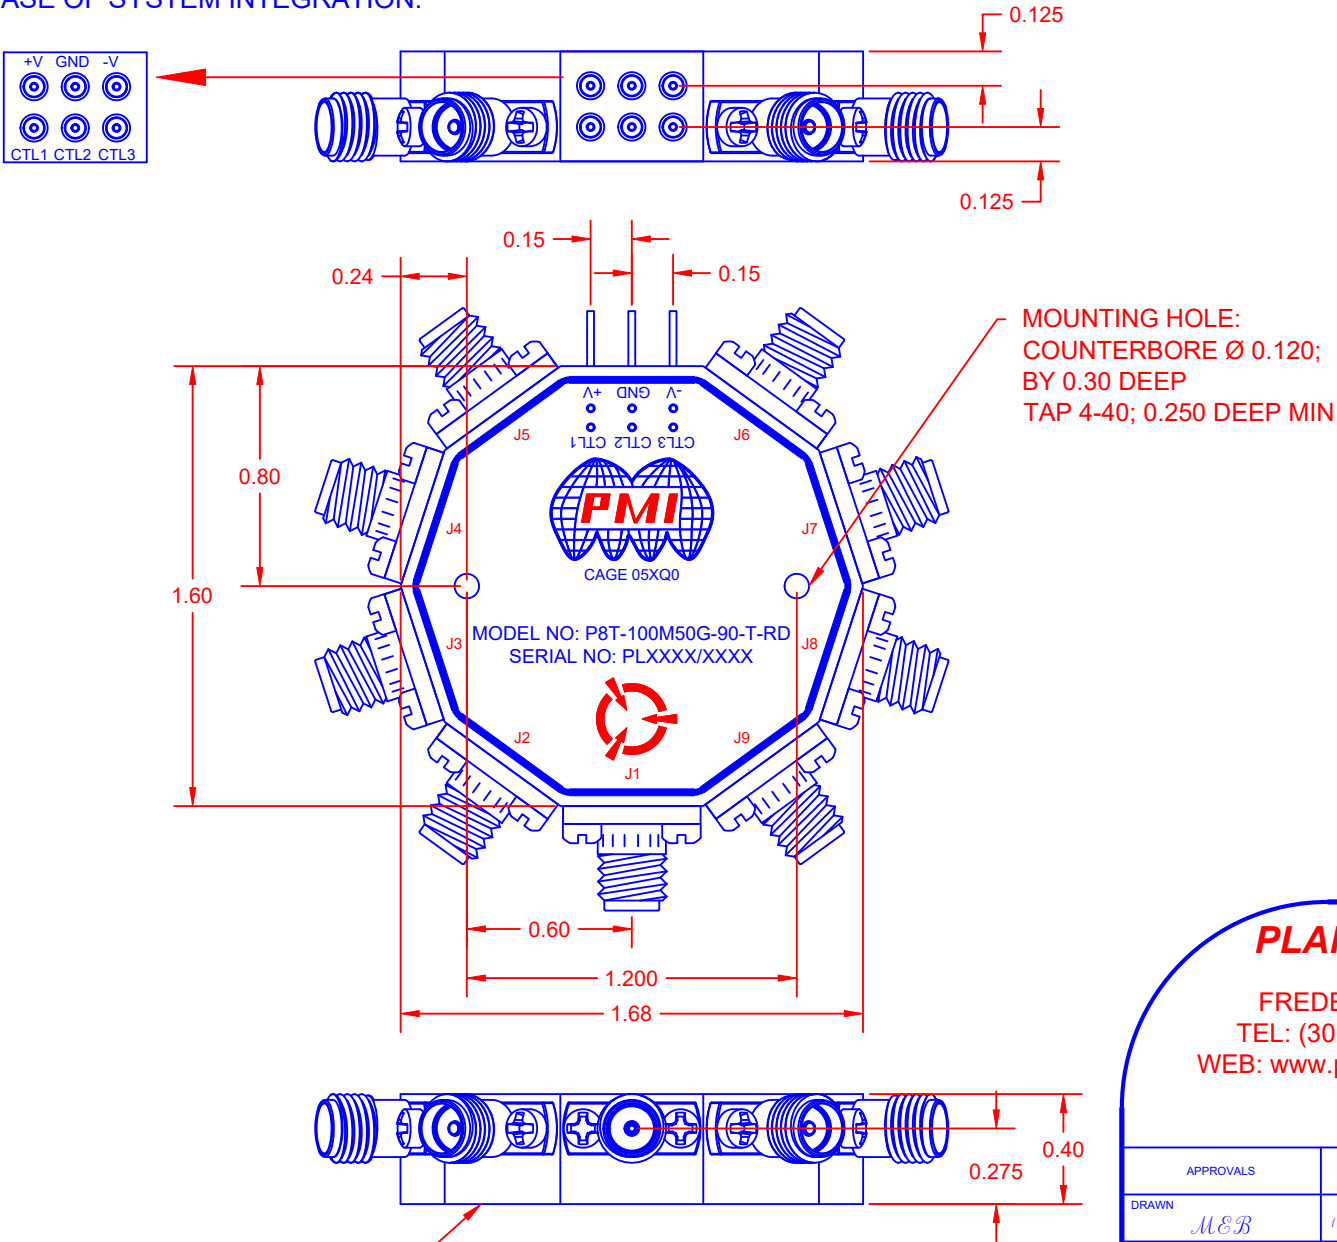 ASE OF SYSTEM INTEGRATION.
+V GND -V
CTL1 CTL2 CTL3
0.125
0.125
0.15
0.15
0.24
MOUNTING HOLE:
COUNTERBORE Ø 0.120;
BY 0.30 DEEP
TAP 4-40; 0.250 DEEP MIN
+V GND -V
CTL1 CTL2 CTL3
J5
J6
0.80
PMI
J4
J7
CAGE 05XQ0
1.60
MODEL NO: P8T-100M50G-90-T-RD
SERIAL NO: PLXXXX/XXXX
J3
J8
J2
J9
J1
0.60
1.200
1.68
PLA
FREDE
TEL: (30
WEB: www.p
0.40
0.275
APPROVALS
DRAWN
MEB